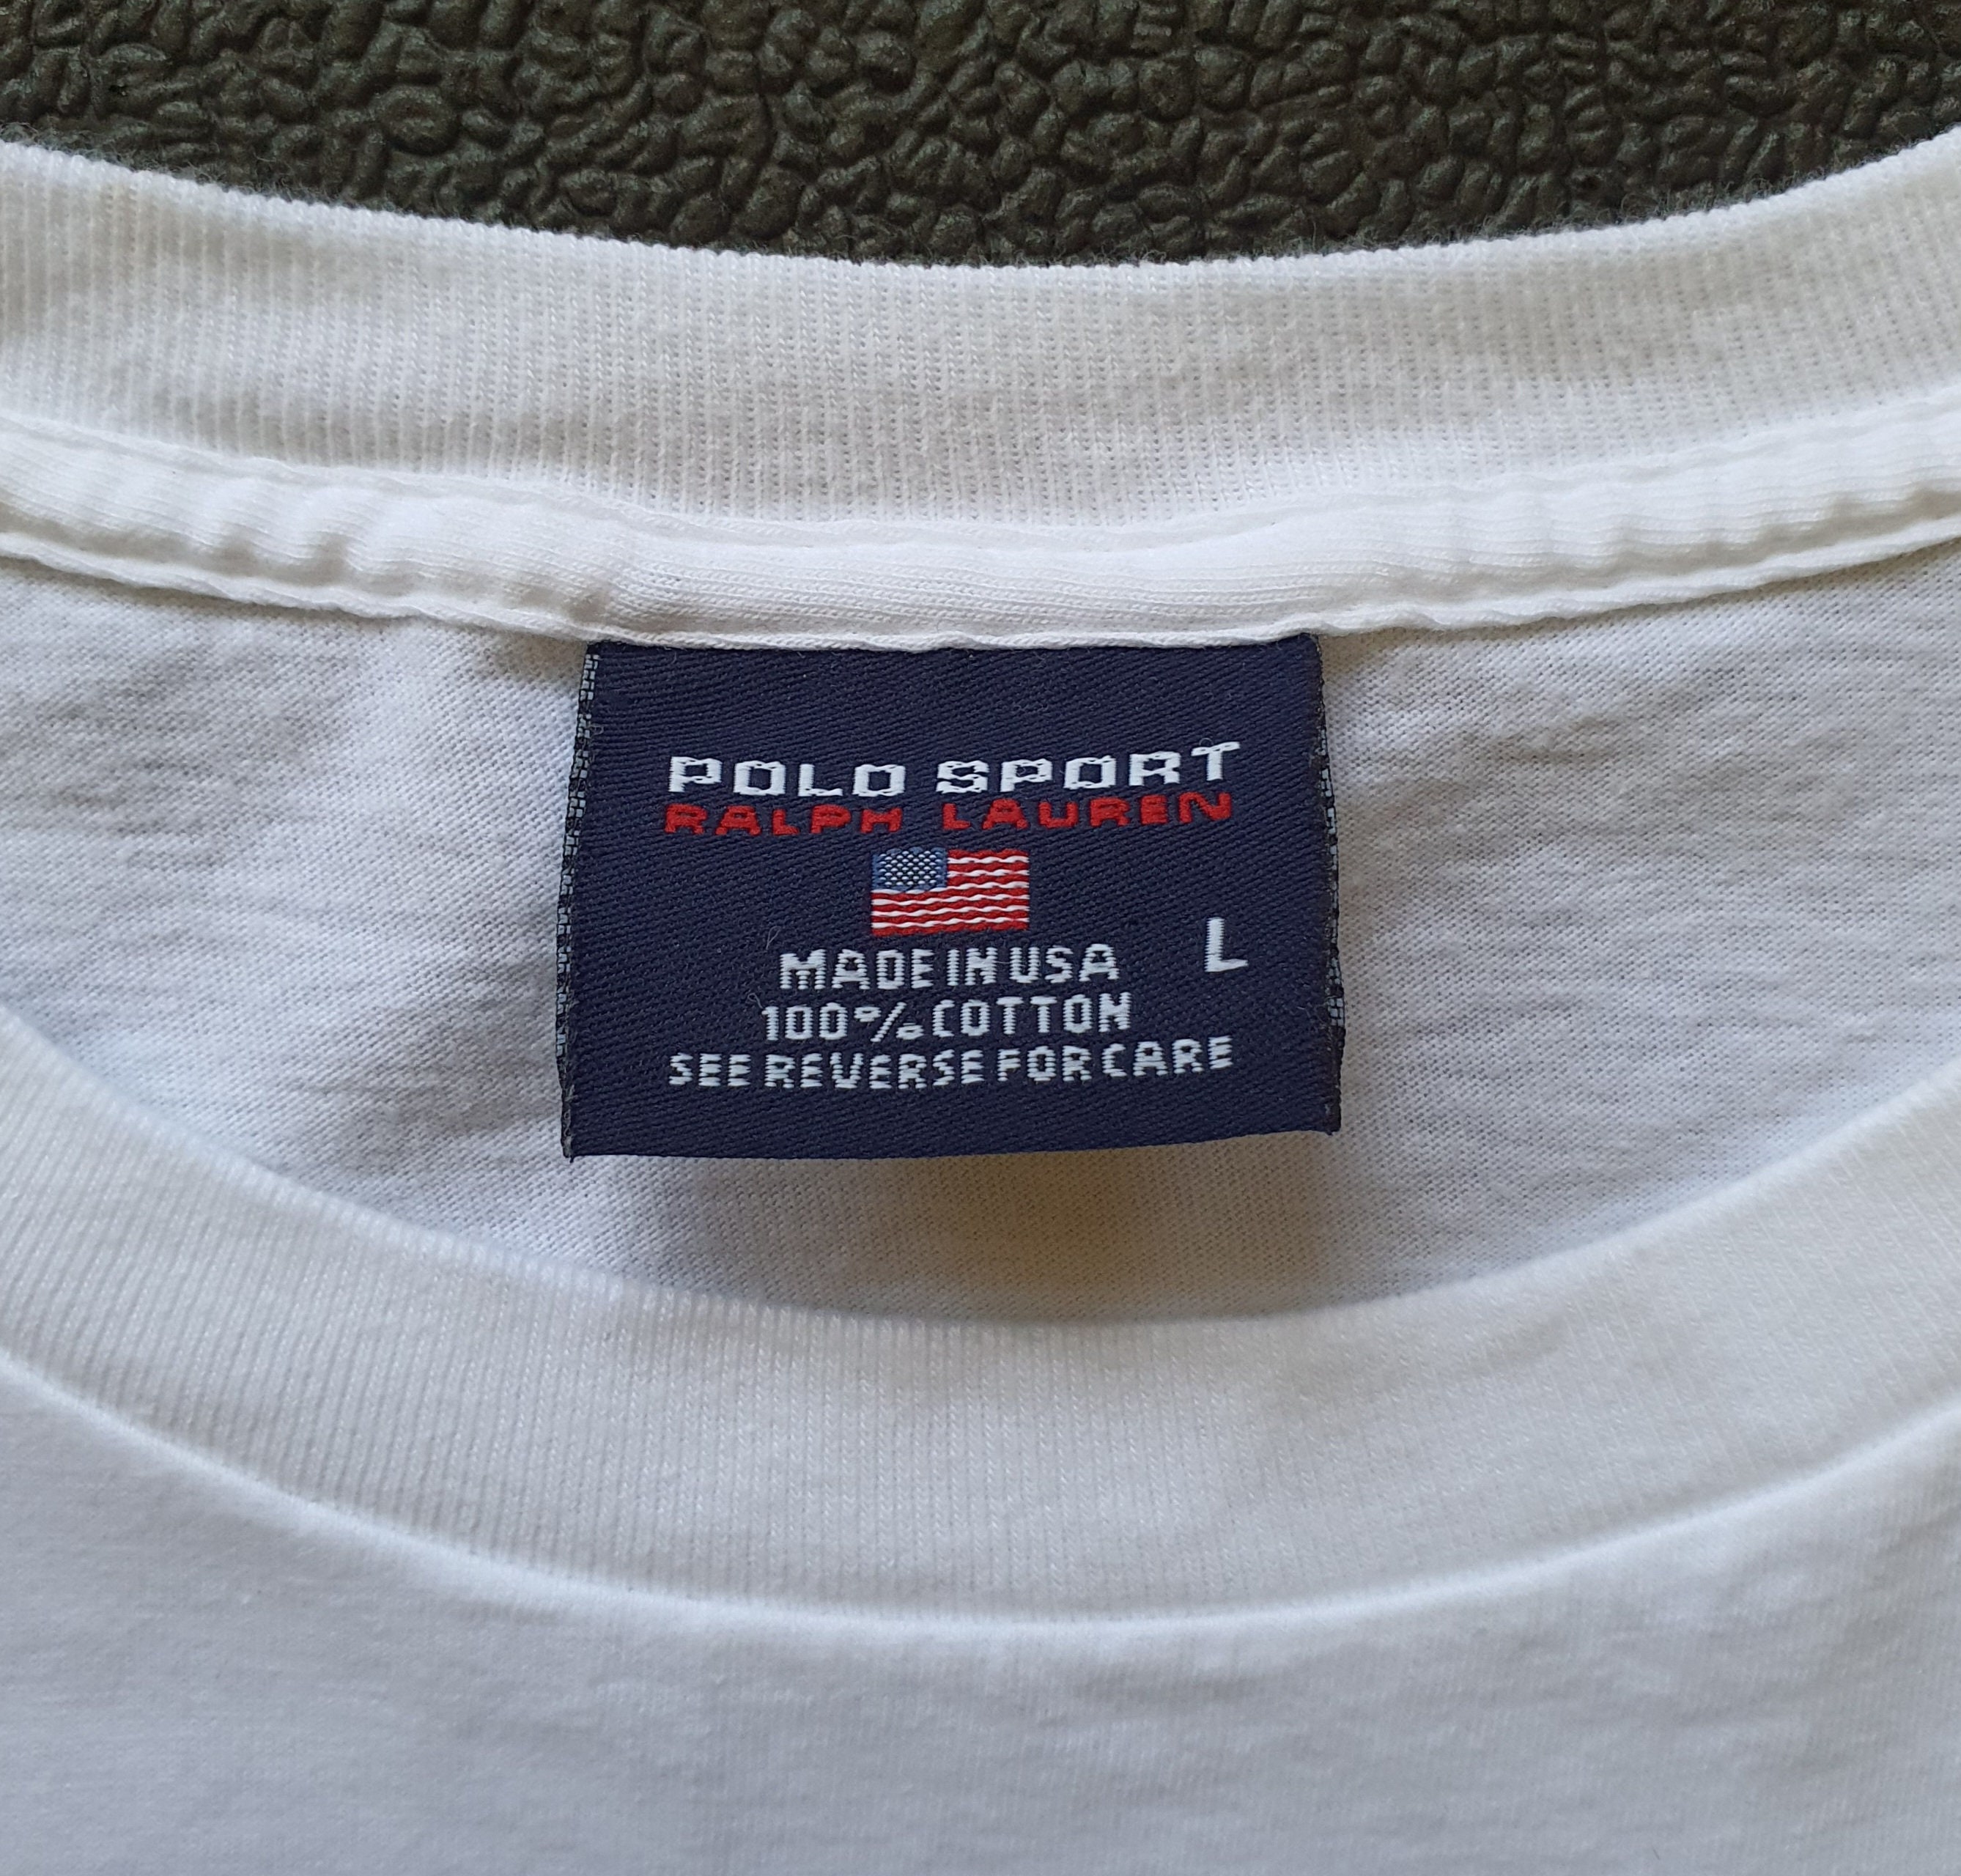 POLO SPORT
RALPH LAUREN
L
MADE IN USA
100% COTTON
SEE REVERSE FOR CARE